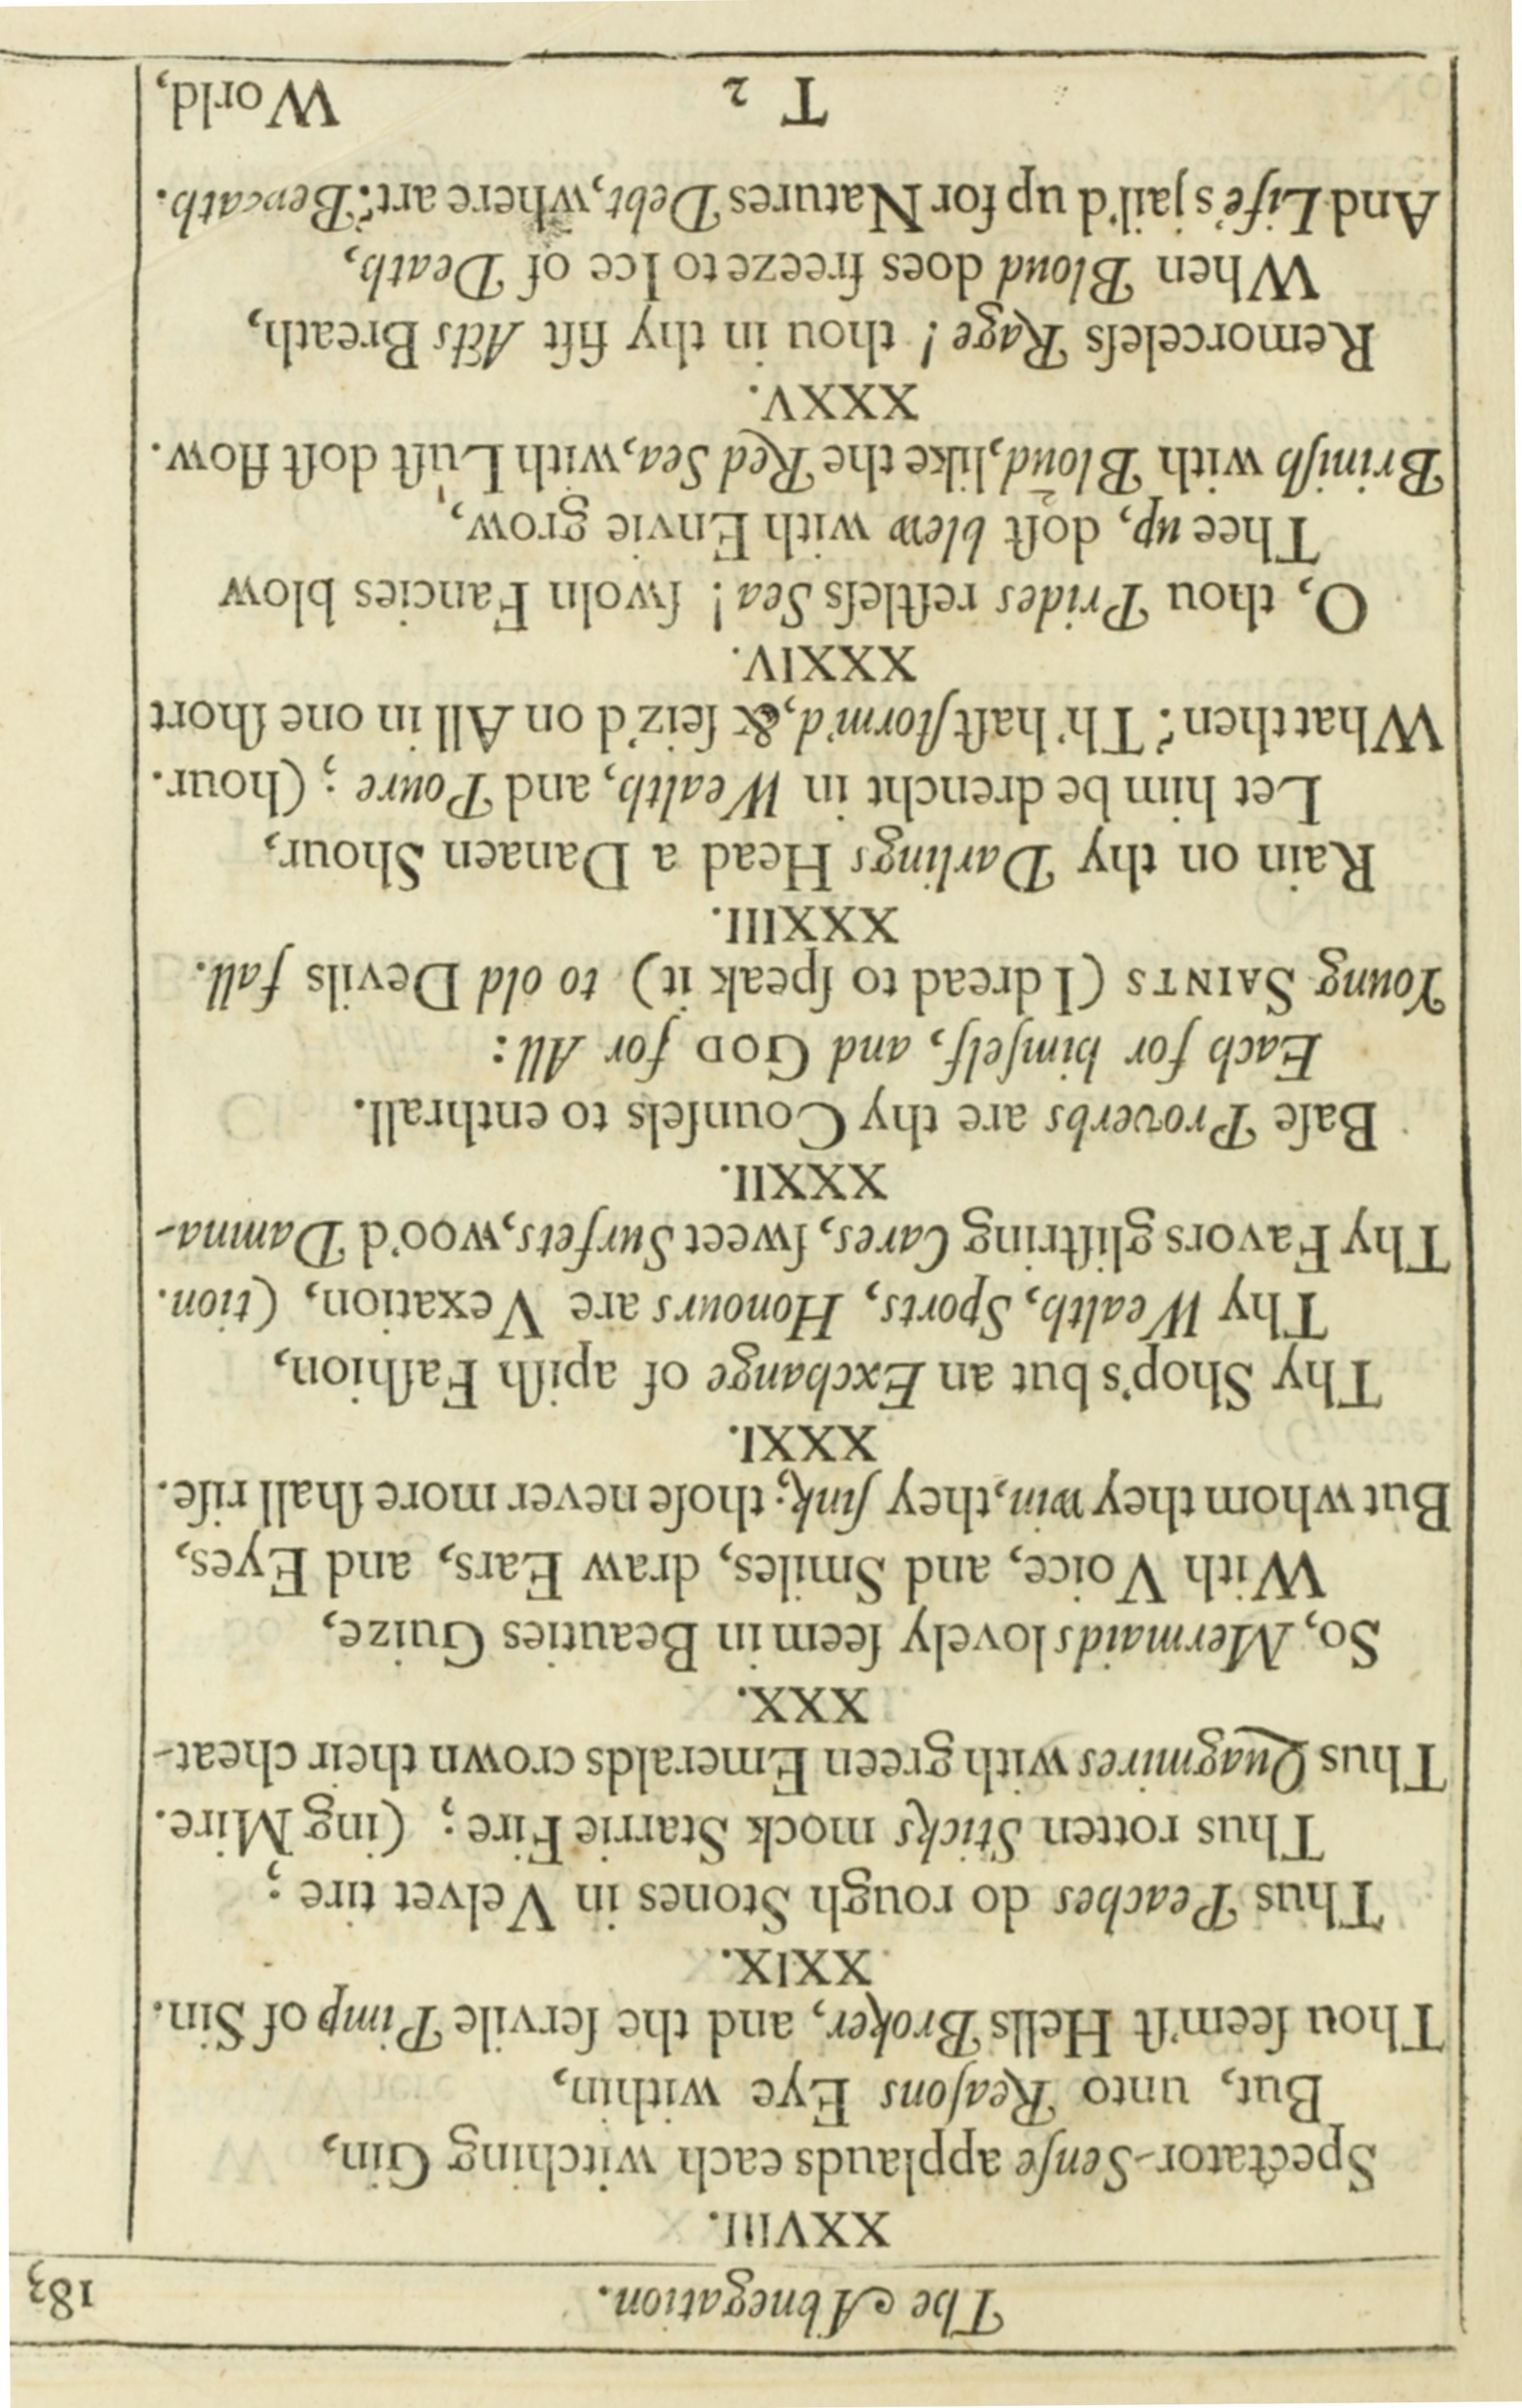 The Abnegation. 183
XXVIII.
Spectator-Senſe applauds each witching Gin,
But, unto Reaſons Eye within,
Thou ſeem'ſt Hells Broker, and the ſervile Pimp of Sin.
XXIX.
Thus Peaches do rough Stones in Velvet tire;
Thus rotten Sticks mock Starrie Fire; (ing Mire.
Thus Quagmires with green Emeralds crown their cheat-
XXX.
So, Mermaids lovely ſeem in Beauties Guize,
With Voice, and Smiles, draw Ears, and Eyes,
But whom they win, they ſink; thoſe never more ſhall riſe.
XXXI.
Thy Shop's but an Exchange of apiſh Faſhion,
Thy Wealth, Sports, Honours are Vexation, (tion.
Thy Favors gliſtring Cares, ſweet Surfets, woo'd Damna-
XXXII.
Baſe Proverbs are thy Counſels to enthrall.
Each for himſelf, and GOD for All:
Young SAINTS (I dread to ſpeak it) to old Devils fall.
XXXIII.
Rain on thy Darlings Head a Danaen Shour,
Let him be drencht in Wealth, and Poure; (hour.
What then? Th' haſt ſtorm'd, & ſeiz'd on All in one ſhort
XXXIV.
O, thou Prides reſtleſs Sea! ſwoln Fancies blow
Thee up, doſt blew with Envie grow,
Briniſh with Bloud, like the Red Sea, with Luſt doſt flow.
XXXV.
Remorceleſs Rage! thou in thy fiſt Acts Breath,
When Bloud does freeze to Ice of Death,
And Life's jail'd up for Natures Debt, where art? Beneath.
T 2 World,